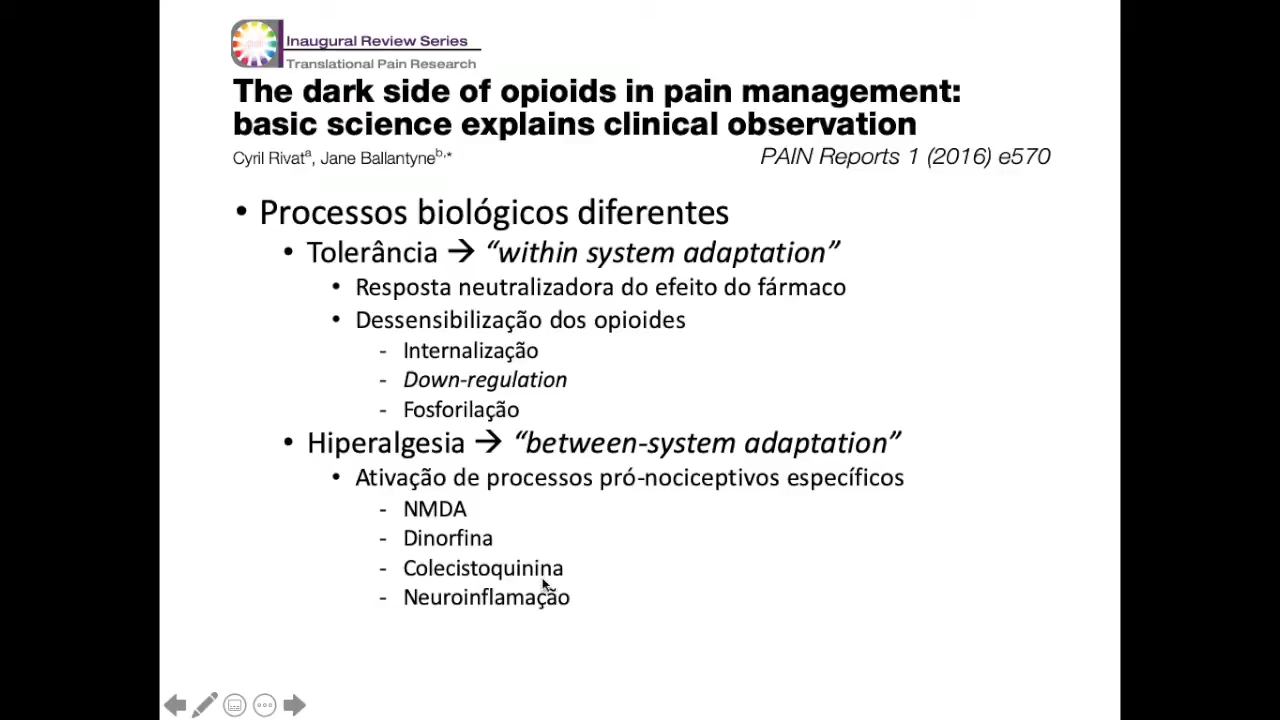 Inaugural Review Series
Translational Pain Research
The dark side of opioids in pain management:
basic science explains clinical observation
Cyril Rivatᵃ, Jane Ballantyneᵇ,*
PAIN Reports 1 (2016) e570
• Processos biológicos diferentes
• Tolerância → “within system adaptation”
• Resposta neutralizadora do efeito do fármaco
• Dessensibilização dos opioides
- Internalização
- Down-regulation
- Fosforilação
• Hiperalgesia → “between-system adaptation”
• Ativação de processos pró-nociceptivos específicos
- NMDA
- Dinorfina
- Colecistoquinina
- Neuroinflamação